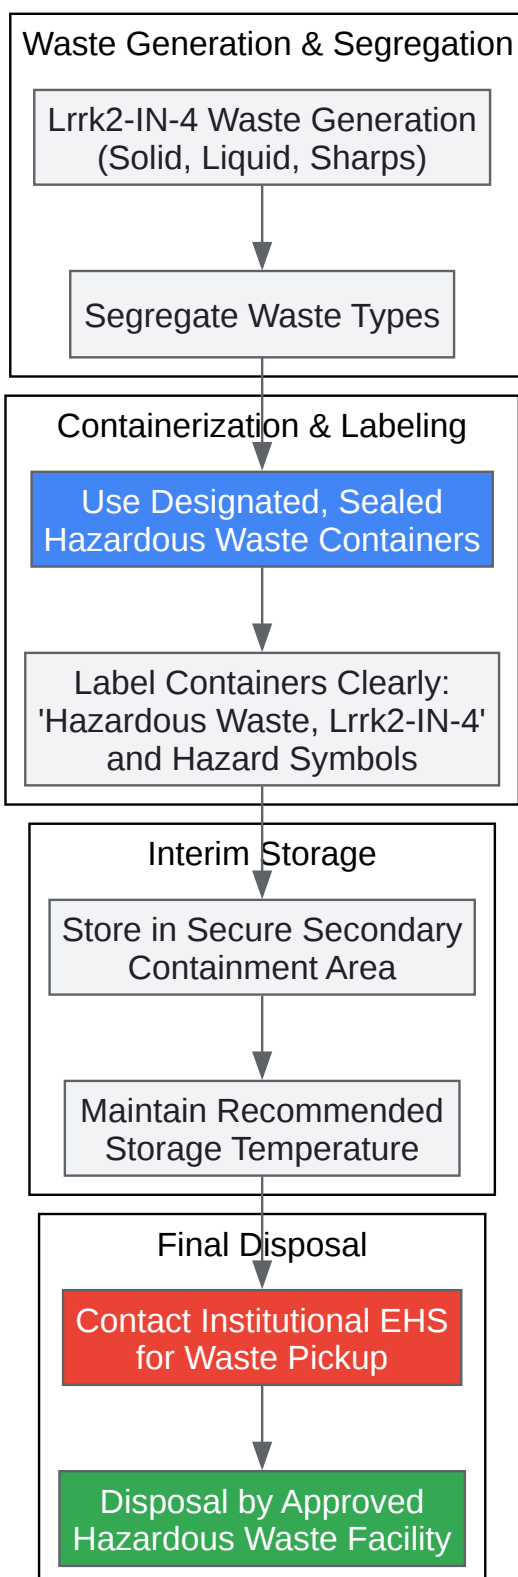 Waste Generation & Segregation
Lrrk2-IN-4 Waste Generation
(Solid, Liquid, Sharps)
Segregate Waste Types
Containerization & Labeling
Use Designated, Sealed
Hazardous Waste Containers
Label Containers Clearly:
'Hazardous Waste, Lrrk2-IN-4'
and Hazard Symbols
Interim Storage
Store in Secure Secondary
Containment Area
Maintain Recommended
Storage Temperature
Final Disposal
Contact Institutional EHS
for Waste Pickup
Disposal by Approved
Hazardous Waste Facility